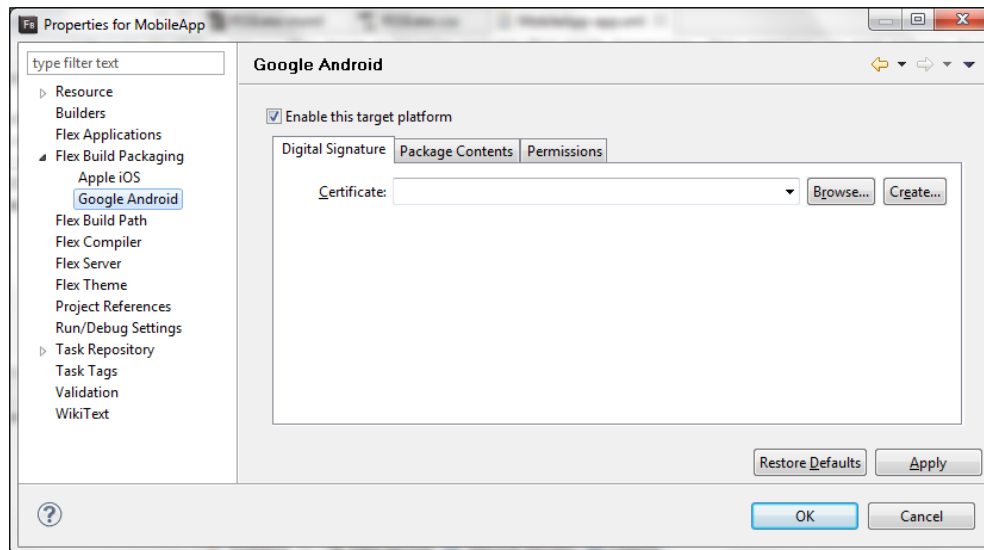 Fb Properties for MobileApp
type filter text
Google Android
Resource
Builders
Flex Applications
Flex Build Packaging
Apple iOS
Google Android
Flex Build Path
Flex Compiler
Flex Server
Flex Theme
Project References
Run/Debug Settings
Task Repository
Task Tags
Validation
WikiText
Enable this target platform
Digital Signature Package Contents Permissions
Certificate: Browse... Create...
Restore Defaults Apply
? OK Cancel